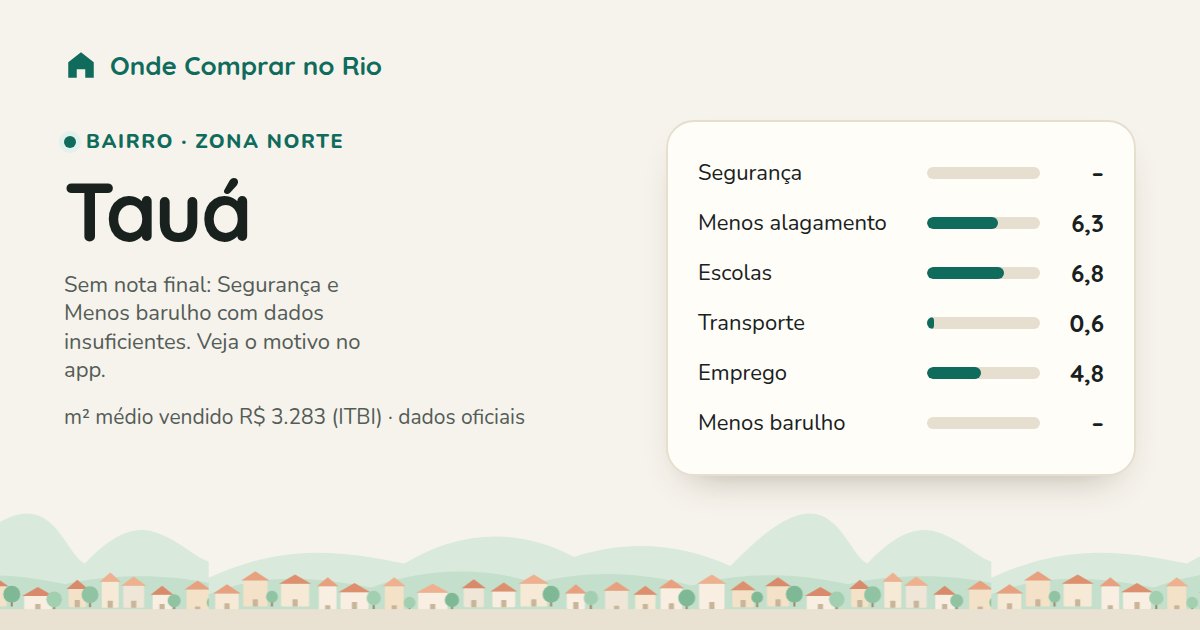 Onde Comprar no Rio
BAIRRO · ZONA NORTE
Tauá
Sem nota final: Segurança e
Menos barulho com dados
insuficientes. Veja o motivo no
app.
m² médio vendido R$ 3.283 (ITBI) · dados oficiais
Segurança –
Menos alagamento 6,3
Escolas 6,8
Transporte 0,6
Emprego 4,8
Menos barulho –